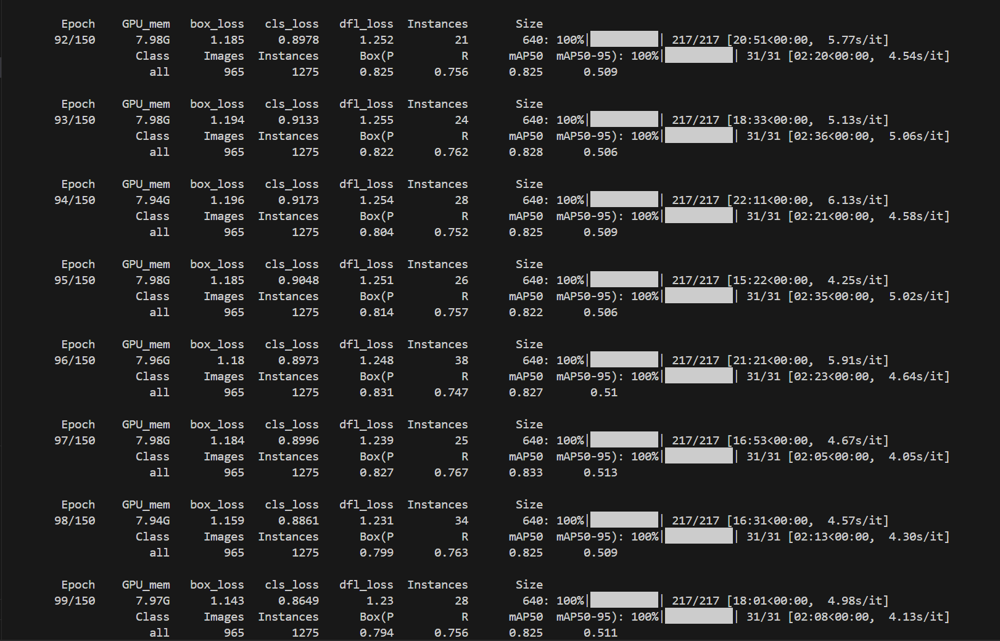 Epoch GPU_mem box_loss cls_loss dfl_loss Instances Size
92/150 7.98G 1.185 0.8978 1.252 21 640: 100%|██████████| 217/217 [20:51<00:00, 5.77s/it]
Class Images Instances Box(P R mAP50 mAP50-95): 100%|██████████| 31/31 [02:20<00:00, 4.54s/it]
all 965 1275 0.825 0.756 0.825 0.509
Epoch GPU_mem box_loss cls_loss dfl_loss Instances Size
93/150 7.98G 1.194 0.9133 1.255 24 640: 100%|██████████| 217/217 [18:33<00:00, 5.13s/it]
Class Images Instances Box(P R mAP50 mAP50-95): 100%|██████████| 31/31 [02:36<00:00, 5.06s/it]
all 965 1275 0.822 0.762 0.828 0.506
Epoch GPU_mem box_loss cls_loss dfl_loss Instances Size
94/150 7.94G 1.196 0.9173 1.254 28 640: 100%|██████████| 217/217 [22:11<00:00, 6.13s/it]
Class Images Instances Box(P R mAP50 mAP50-95): 100%|██████████| 31/31 [02:21<00:00, 4.58s/it]
all 965 1275 0.804 0.752 0.825 0.509
Epoch GPU_mem box_loss cls_loss dfl_loss Instances Size
95/150 7.98G 1.185 0.9048 1.251 26 640: 100%|██████████| 217/217 [15:22<00:00, 4.25s/it]
Class Images Instances Box(P R mAP50 mAP50-95): 100%|██████████| 31/31 [02:35<00:00, 5.02s/it]
all 965 1275 0.814 0.757 0.822 0.506
Epoch GPU_mem box_loss cls_loss dfl_loss Instances Size
96/150 7.96G 1.18 0.8973 1.248 38 640: 100%|██████████| 217/217 [21:21<00:00, 5.91s/it]
Class Images Instances Box(P R mAP50 mAP50-95): 100%|██████████| 31/31 [02:23<00:00, 4.64s/it]
all 965 1275 0.831 0.747 0.827 0.51
Epoch GPU_mem box_loss cls_loss dfl_loss Instances Size
97/150 7.98G 1.184 0.8996 1.239 25 640: 100%|██████████| 217/217 [16:53<00:00, 4.67s/it]
Class Images Instances Box(P R mAP50 mAP50-95): 100%|██████████| 31/31 [02:05<00:00, 4.05s/it]
all 965 1275 0.827 0.767 0.833 0.513
Epoch GPU_mem box_loss cls_loss dfl_loss Instances Size
98/150 7.94G 1.159 0.8861 1.231 34 640: 100%|██████████| 217/217 [16:31<00:00, 4.57s/it]
Class Images Instances Box(P R mAP50 mAP50-95): 100%|██████████| 31/31 [02:13<00:00, 4.30s/it]
all 965 1275 0.799 0.763 0.825 0.509
Epoch GPU_mem box_loss cls_loss dfl_loss Instances Size
99/150 7.97G 1.143 0.8649 1.23 28 640: 100%|██████████| 217/217 [18:01<00:00, 4.98s/it]
Class Images Instances Box(P R mAP50 mAP50-95): 100%|██████████| 31/31 [02:08<00:00, 4.13s/it]
all 965 1275 0.794 0.756 0.825 0.511